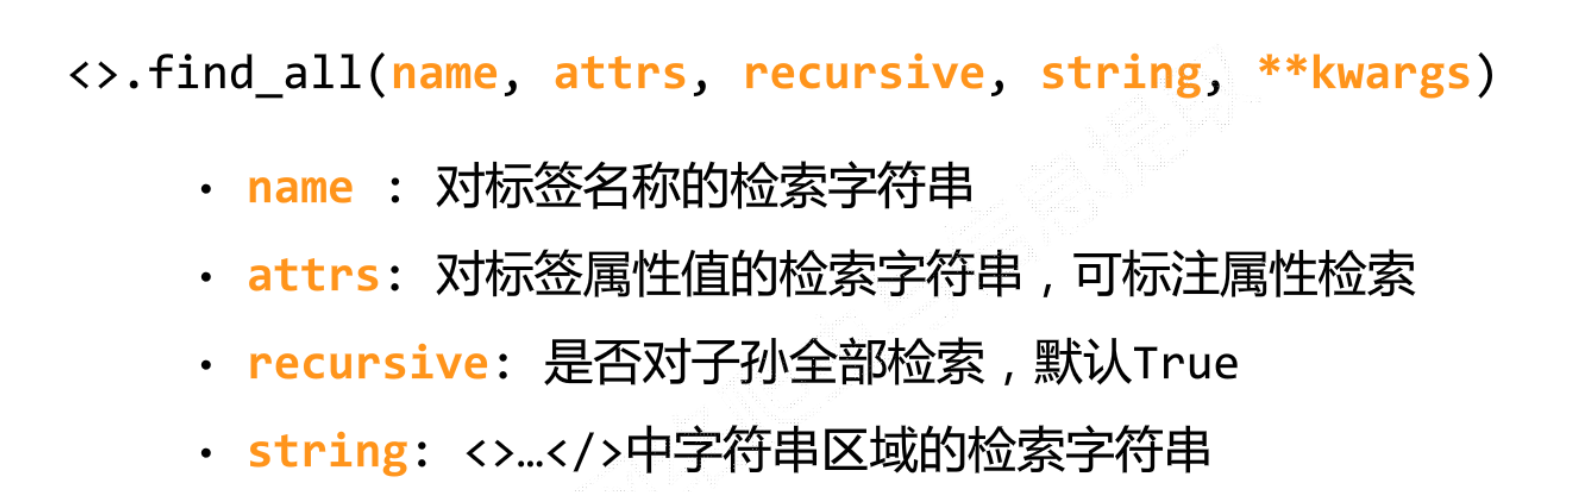 <>.find_all(name, attrs, recursive, string, **kwargs)
• name : 对标签名称的检索字符串
• attrs: 对标签属性值的检索字符串，可标注属性检索
• recursive: 是否对子孙全部检索，默认True
• string: <>…</>中字符串区域的检索字符串